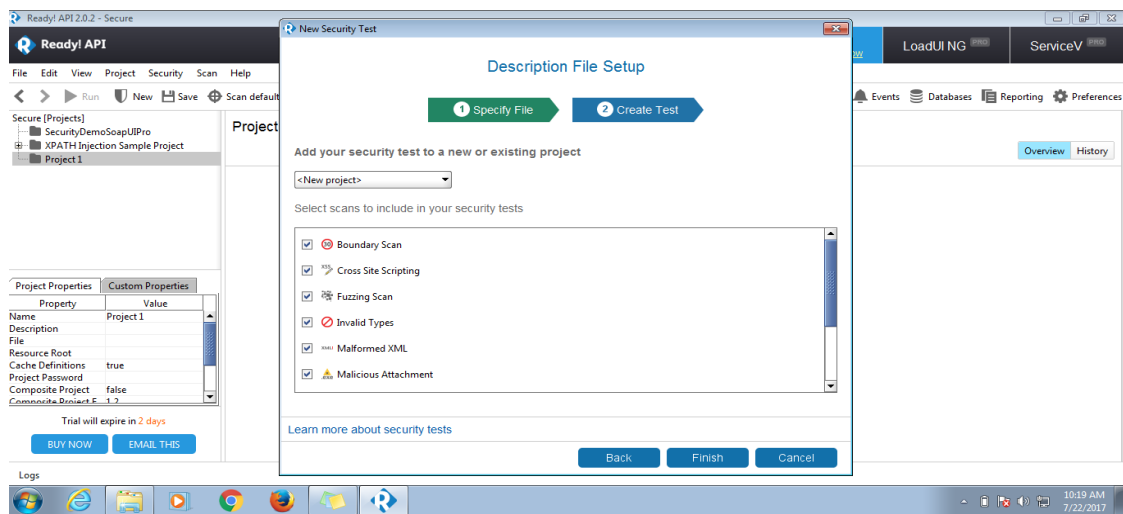 Ready! API 2.0.2 - Secure
Ready! API
LoadUI NG PRO
ServiceV PRO
File Edit View Project Security Scan Help
Run New Save Scan default
Events Databases Reporting Preferences
Secure [Projects]
SecurityDemoSoapUIPro
XPATH Injection Sample Project
Project 1
Project
Overview History
New Security Test
Description File Setup
1 Specify File
2 Create Test
Add your security test to a new or existing project
<New project>
Select scans to include in your security tests
Boundary Scan
Cross Site Scripting
Fuzzing Scan
Invalid Types
Malformed XML
Malicious Attachment
Learn more about security tests
Back Finish Cancel
Project Properties Custom Properties
Property Value
Name Project 1
Description
File
Resource Root
Cache Definitions true
Project Password
Composite Project false
Composite Project F 1.2
Trial will expire in 2 days
BUY NOW EMAIL THIS
Logs
10:19 AM
7/22/2017